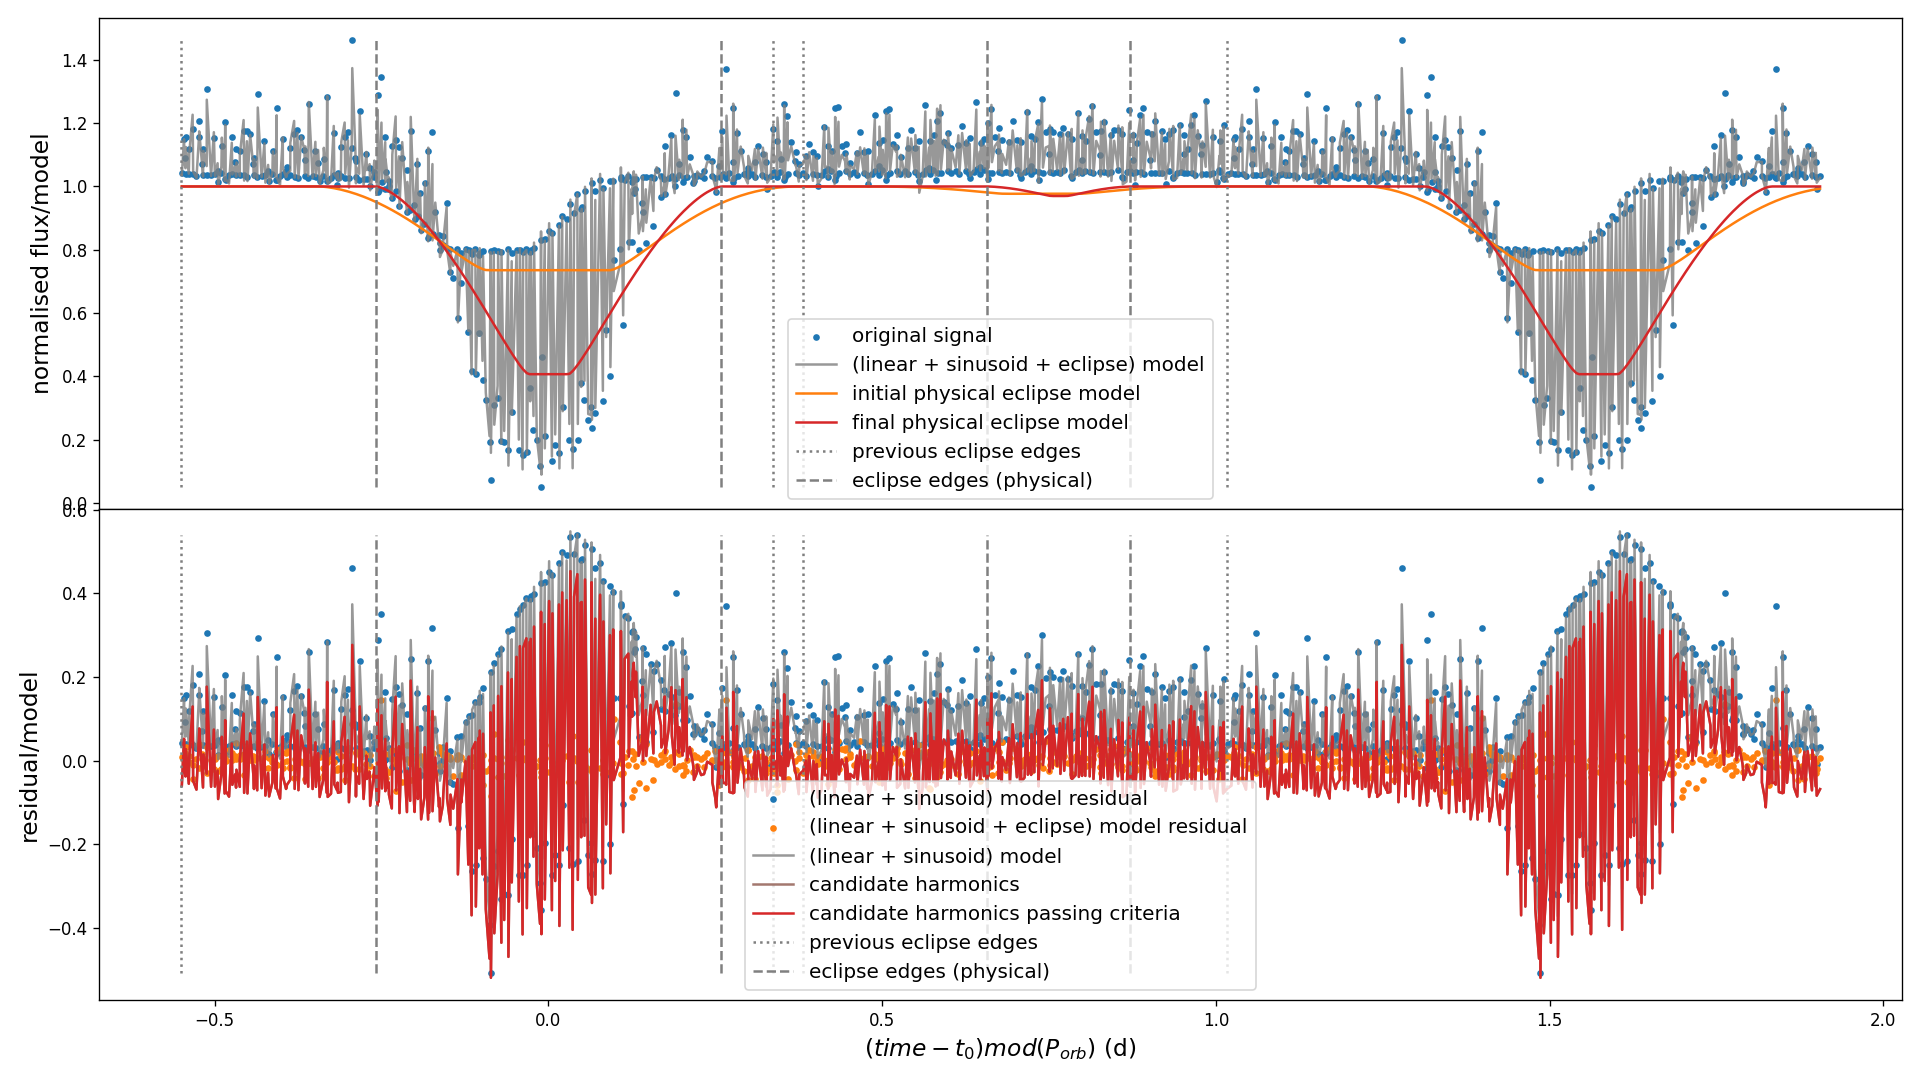 normalised flux/model
1.4
1.2
1.0
0.8
0.6
0.4
0.2
0.0
original signal
(linear + sinusoid + eclipse) model
initial physical eclipse model
final physical eclipse model
previous eclipse edges
eclipse edges (physical)
residual/model
0.6
0.4
0.2
0.0
−0.2
−0.4
(linear + sinusoid) model residual
(linear + sinusoid + eclipse) model residual
(linear + sinusoid) model
candidate harmonics
candidate harmonics passing criteria
previous eclipse edges
eclipse edges (physical)
−0.5 0.0 0.5 1.0 1.5 2.0
(time − t₀)mod(P_orb) (d)